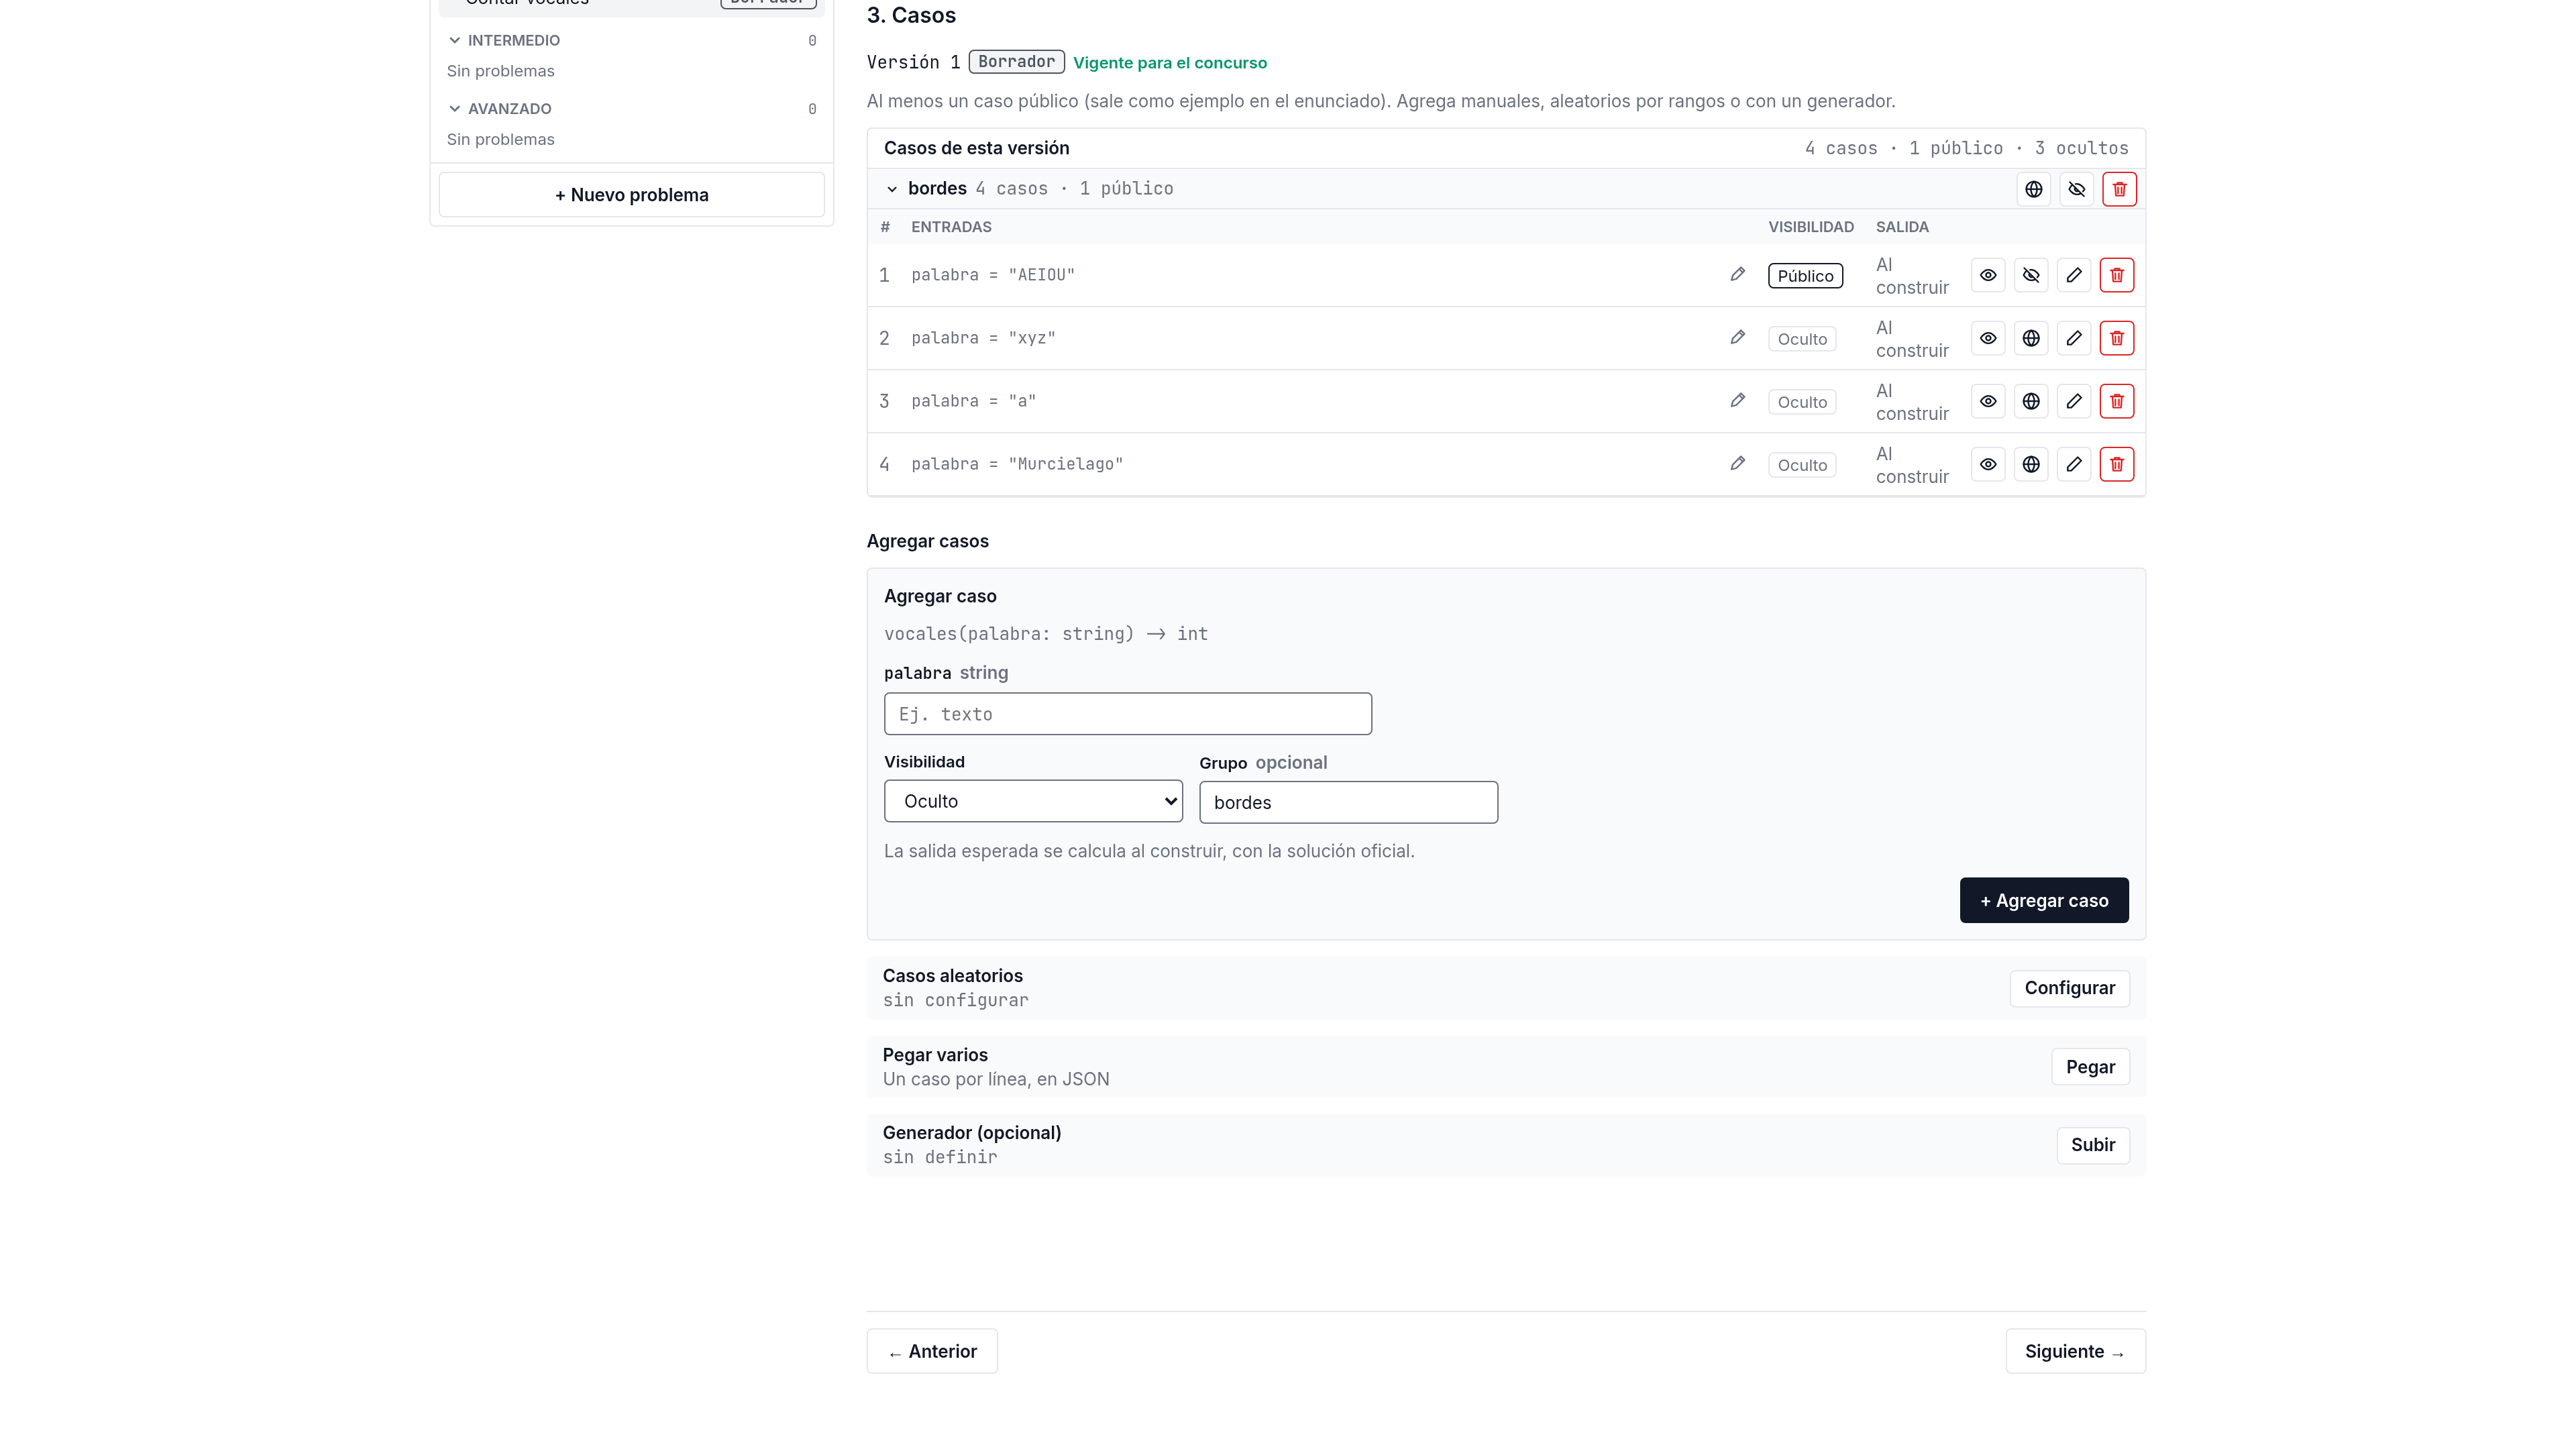 Contar vocales Borrador
INTERMEDIO 0
Sin problemas
AVANZADO 0
Sin problemas
+ Nuevo problema
3. Casos
Versión 1 Borrador Vigente para el concurso
Al menos un caso público (sale como ejemplo en el enunciado). Agrega manuales, aleatorios por rangos o con un generador.
Casos de esta versión 4 casos · 1 público · 3 ocultos
bordes 4 casos · 1 público
# ENTRADAS VISIBILIDAD SALIDA
1 palabra = "AEIOU" Público Al construir
2 palabra = "xyz" Oculto Al construir
3 palabra = "a" Oculto Al construir
4 palabra = "Murcielago" Oculto Al construir
Agregar casos
Agregar caso
vocales(palabra: string) → int
palabra string
Ej. texto
Visibilidad Grupo opcional
Oculto bordes
La salida esperada se calcula al construir, con la solución oficial.
+ Agregar caso
Casos aleatorios
sin configurar
Configurar
Pegar varios
Un caso por línea, en JSON
Pegar
Generador (opcional)
sin definir
Subir
← Anterior
Siguiente →